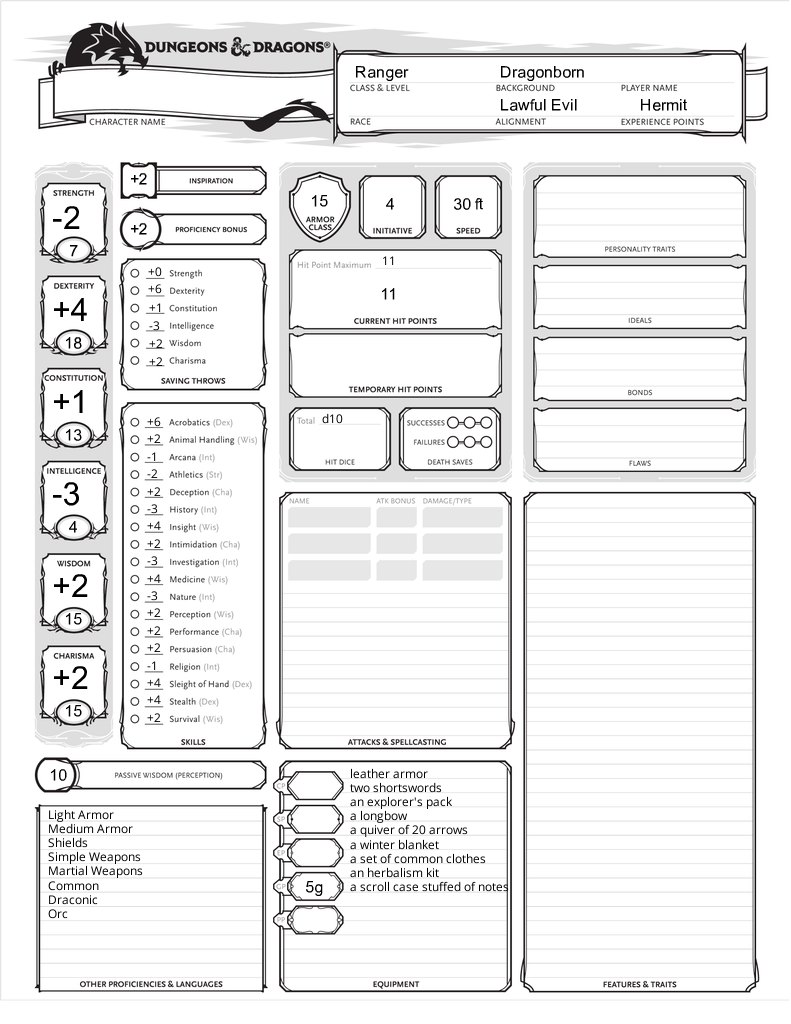 DUNGEONS & DRAGONS®
CHARACTER NAME
Ranger Dragonborn
CLASS & LEVEL BACKGROUND PLAYER NAME
Lawful Evil Hermit
RACE ALIGNMENT EXPERIENCE POINTS
STRENGTH
-2
7
DEXTERITY
+4
18
CONSTITUTION
+1
13
INTELLIGENCE
-3
4
WISDOM
+2
15
CHARISMA
+2
15
+2 INSPIRATION
+2 PROFICIENCY BONUS
+0 Strength
+6 Dexterity
+1 Constitution
-3 Intelligence
+2 Wisdom
+2 Charisma
SAVING THROWS
+6 Acrobatics (Dex)
+2 Animal Handling (Wis)
-1 Arcana (Int)
-2 Athletics (Str)
+2 Deception (Cha)
-3 History (Int)
+4 Insight (Wis)
+2 Intimidation (Cha)
-3 Investigation (Int)
+4 Medicine (Wis)
-3 Nature (Int)
+2 Perception (Wis)
+2 Performance (Cha)
+2 Persuasion (Cha)
-1 Religion (Int)
+4 Sleight of Hand (Dex)
+4 Stealth (Dex)
+2 Survival (Wis)
SKILLS
10 PASSIVE WISDOM (PERCEPTION)
Light Armor
Medium Armor
Shields
Simple Weapons
Martial Weapons
Common
Draconic
Orc
OTHER PROFICIENCIES & LANGUAGES
15
ARMOR
CLASS
4
INITIATIVE
30 ft
SPEED
Hit Point Maximum 11
11
CURRENT HIT POINTS
TEMPORARY HIT POINTS
Total d10
HIT DICE
SUCCESSES
FAILURES
DEATH SAVES
NAME ATK BONUS DAMAGE/TYPE
ATTACKS & SPELLCASTING
CP
SP
EP
GP 5g
PP
leather armor
two shortswords
an explorer's pack
a longbow
a quiver of 20 arrows
a winter blanket
a set of common clothes
an herbalism kit
a scroll case stuffed of notes
EQUIPMENT
PERSONALITY TRAITS
IDEALS
BONDS
FLAWS
FEATURES & TRAITS